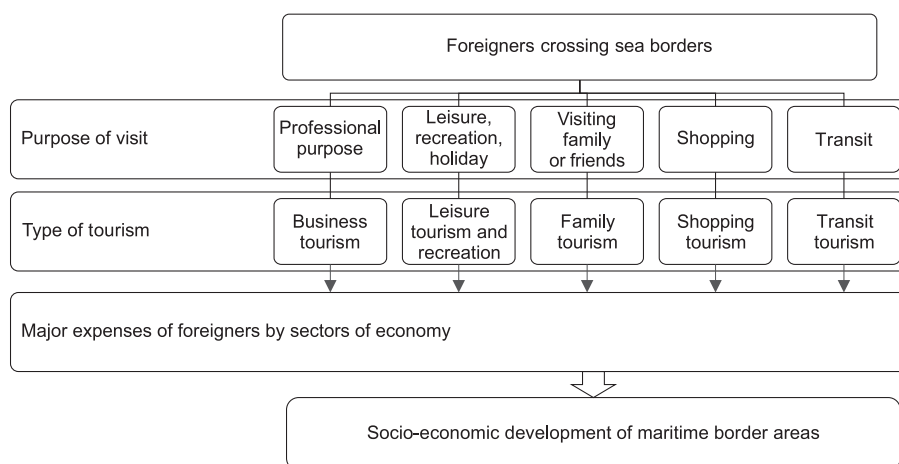 Foreigners crossing sea borders
Purpose of visit
Professional
purpose
Leisure,
recreation,
holiday
Visiting
family
or friends
Shopping
Transit
Type of tourism
Business
tourism
Leisure
tourism and
recreation
Family
tourism
Shopping
tourism
Transit
tourism
Major expenses of foreigners by sectors of economy
Socio-economic development of maritime border areas